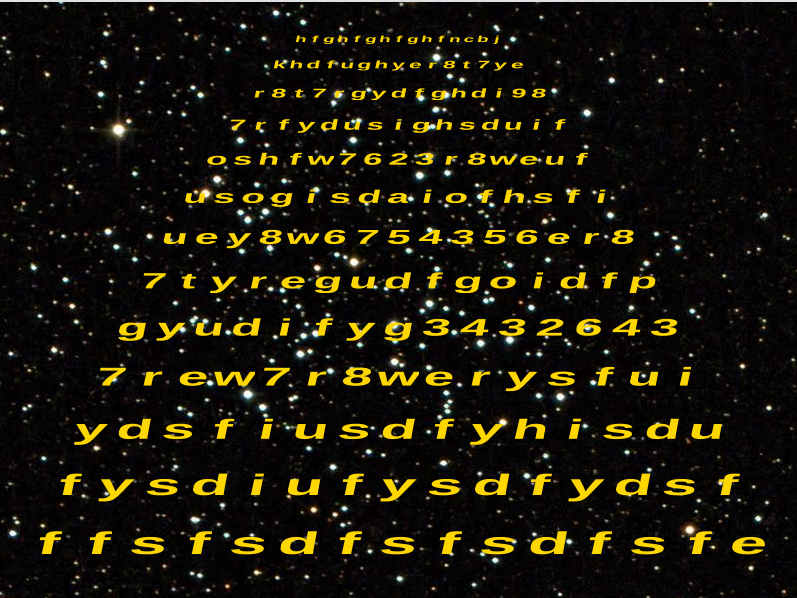 hfghfghfghfncbj
khdfughyer8t7ye
r8t7rgydfghdi98
7rfydusighsduif
oshfw7623r8weuf
usogisdaiofhsfi
uey8w6754356er8
7tyregudfgoidfp
gyudifyg3432643
7rew7r8werysfui
ydsfiusdfyhisdu
fysdiufysdfydsf
ffsfsdfsfsdfsfe